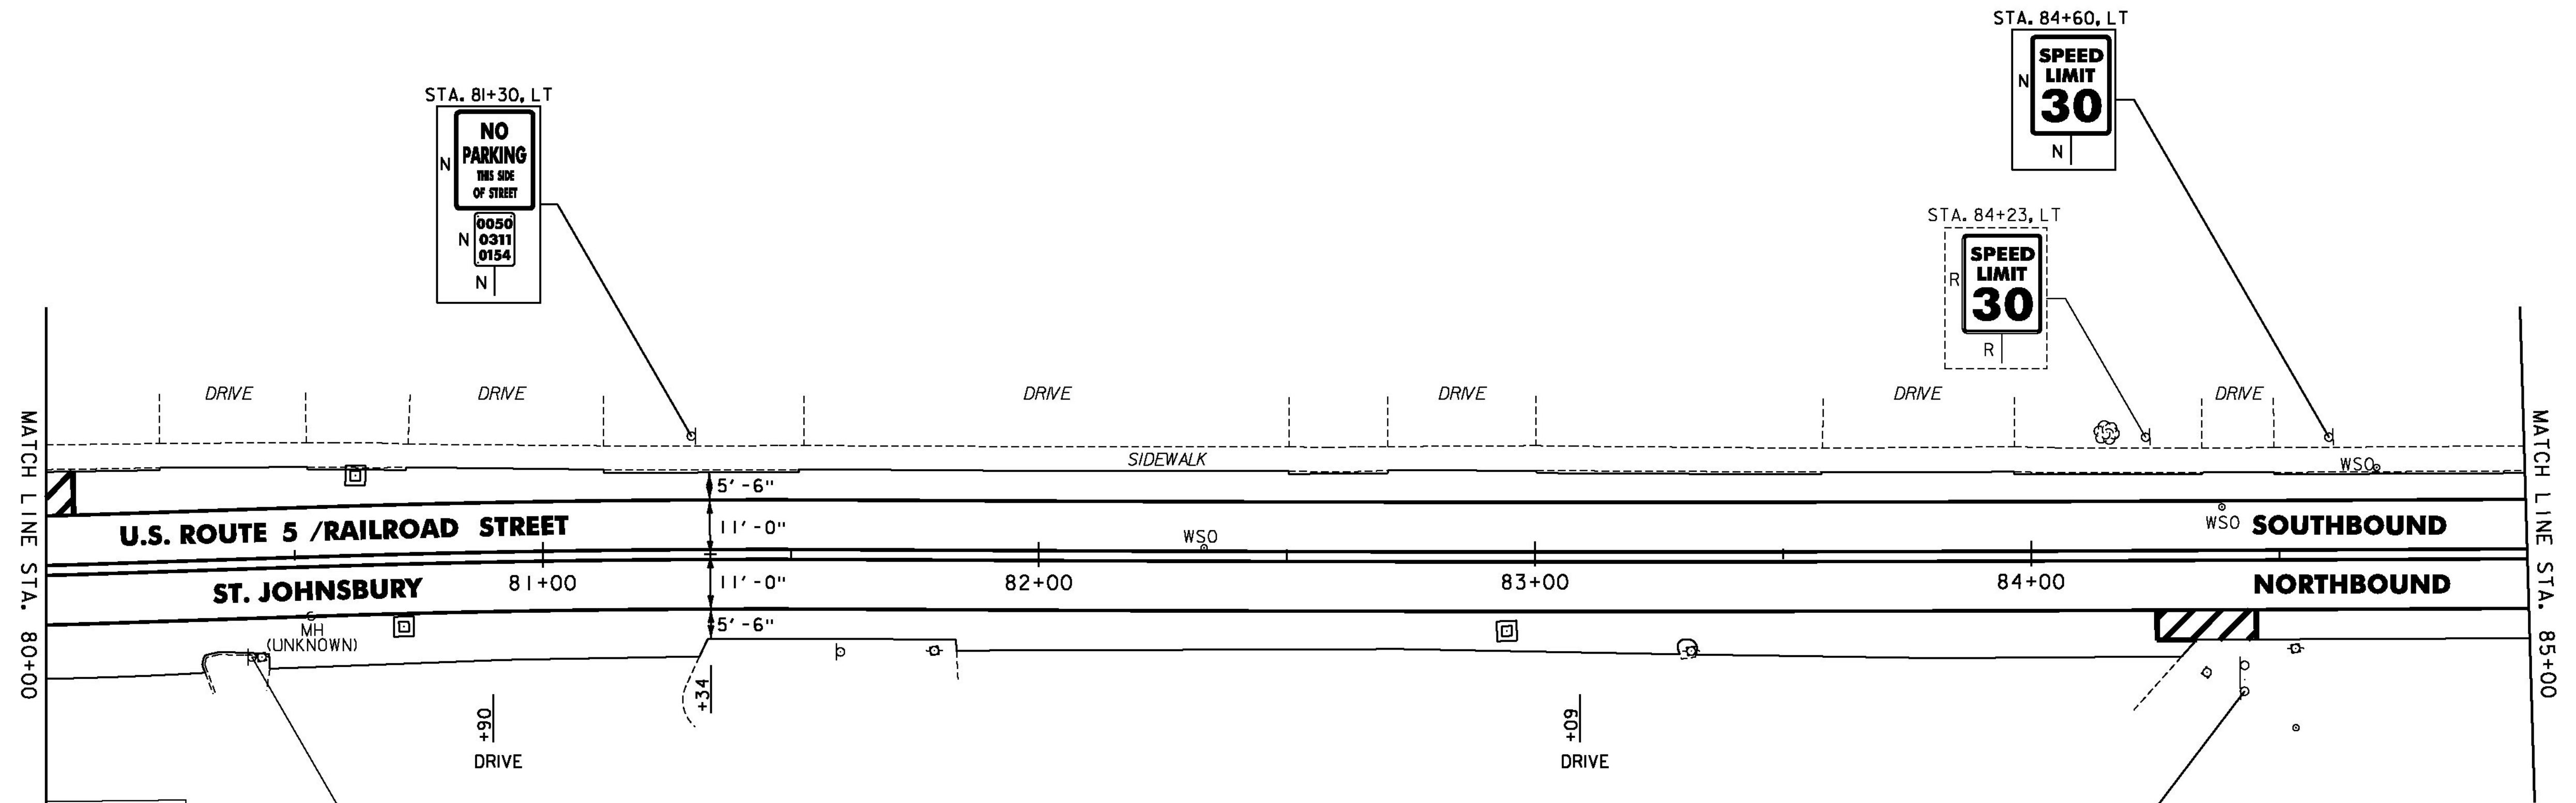 STA. 84+60, LT
SPEED
LIMIT
30
N
N
STA. 81+30, LT
NO
PARKING
THIS SIDE
OF STREET
N
0050
0311
0154
N
N
STA. 84+23, LT
SPEED
LIMIT
30
R
R
DRIVE
DRIVE
DRIVE
DRIVE
DRIVE
DRIVE
MATCH LINE STA. 80+00
MATCH LINE STA. 85+00
SIDEWALK
WSO
5'-6"
U.S. ROUTE 5 /RAILROAD STREET
11'-0"
WSO
WSO
SOUTHBOUND
ST. JOHNSBURY
81+00
11'-0"
82+00
83+00
84+00
NORTHBOUND
S
MH
(UNKNOWN)
5'-6"
+34
+90
+09
DRIVE
DRIVE